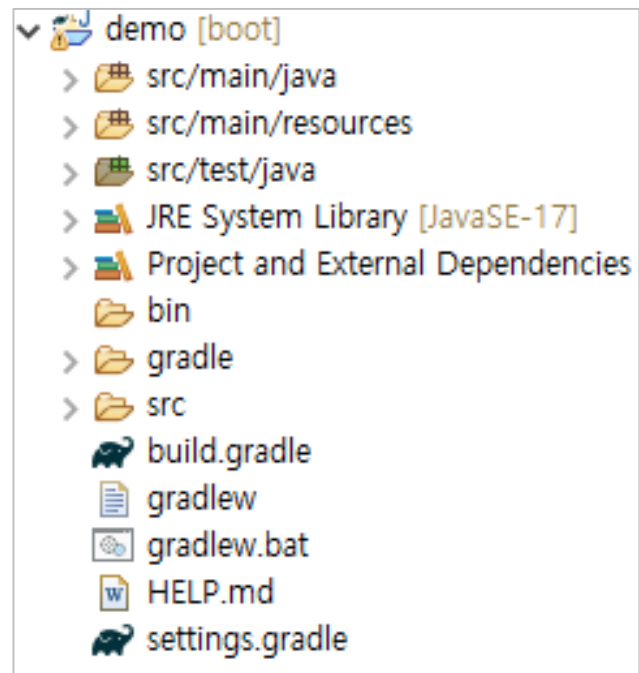 demo [boot]
src/main/java
src/main/resources
src/test/java
JRE System Library [JavaSE-17]
Project and External Dependencies
bin
gradle
src
build.gradle
gradlew
gradlew.bat
HELP.md
settings.gradle